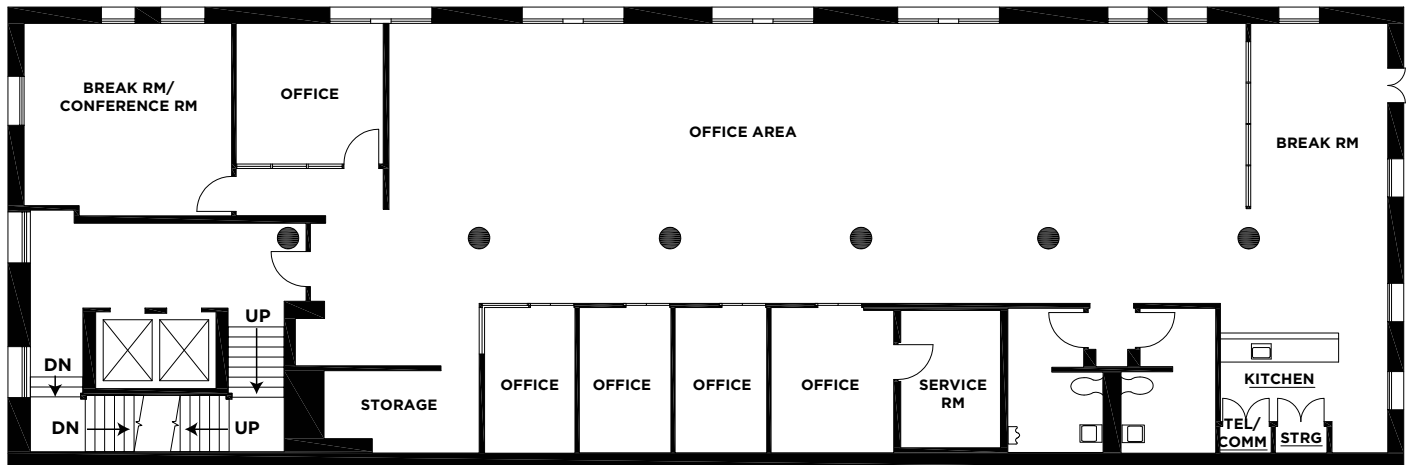 BREAK RM/
CONFERENCE RM
OFFICE
OFFICE AREA
BREAK RM
UP
DN
DN
UP
STORAGE
OFFICE
OFFICE
OFFICE
OFFICE
SERVICE
RM
KITCHEN
TEL/
COMM
STRG